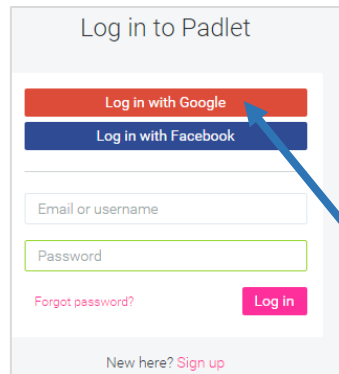 Log in to Padlet
Log in with Google
Log in with Facebook
Email or username
Password
Forgot password? Log in
New here? Sign up